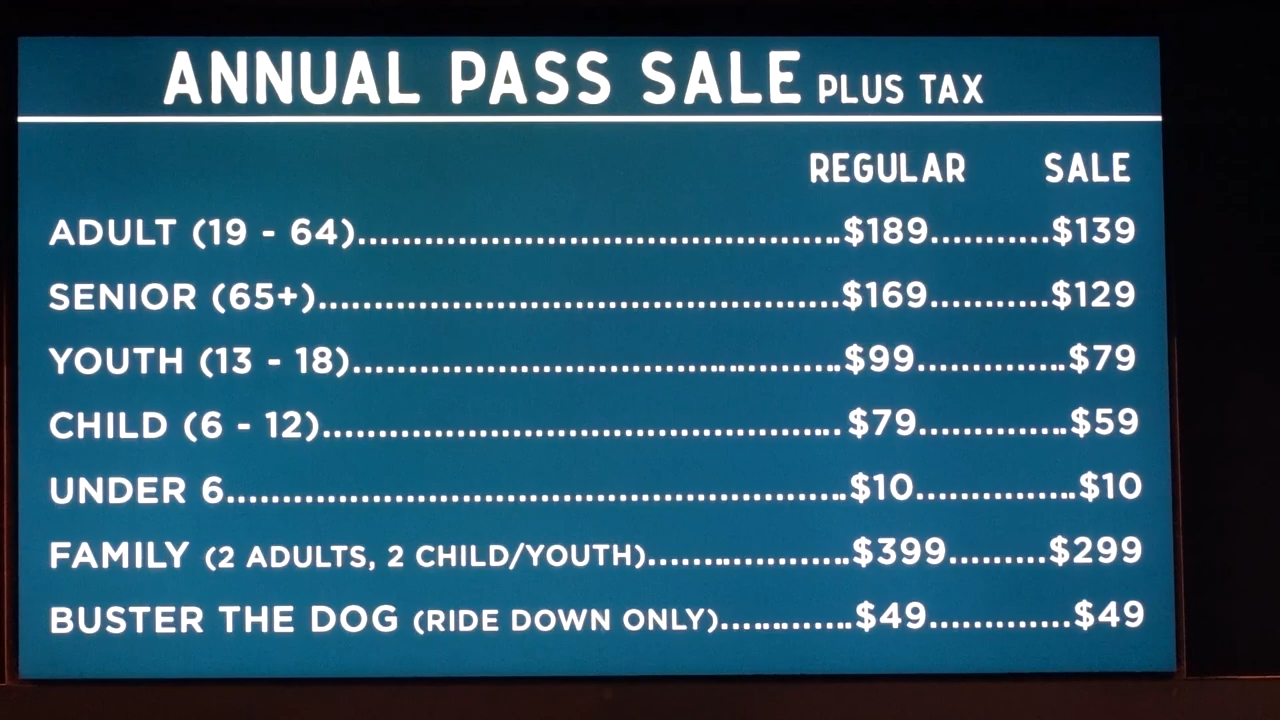 ANNUAL PASS SALE PLUS TAX
REGULAR SALE
ADULT (19 - 64)..........$189..........$139
SENIOR (65+)..........$169..........$129
YOUTH (13 - 18)..........$99..........$79
CHILD (6 - 12)..........$79..........$59
UNDER 6..........$10..........$10
FAMILY (2 ADULTS, 2 CHILD/YOUTH)..........$399..........$299
BUSTER THE DOG (RIDE DOWN ONLY)..........$49..........$49